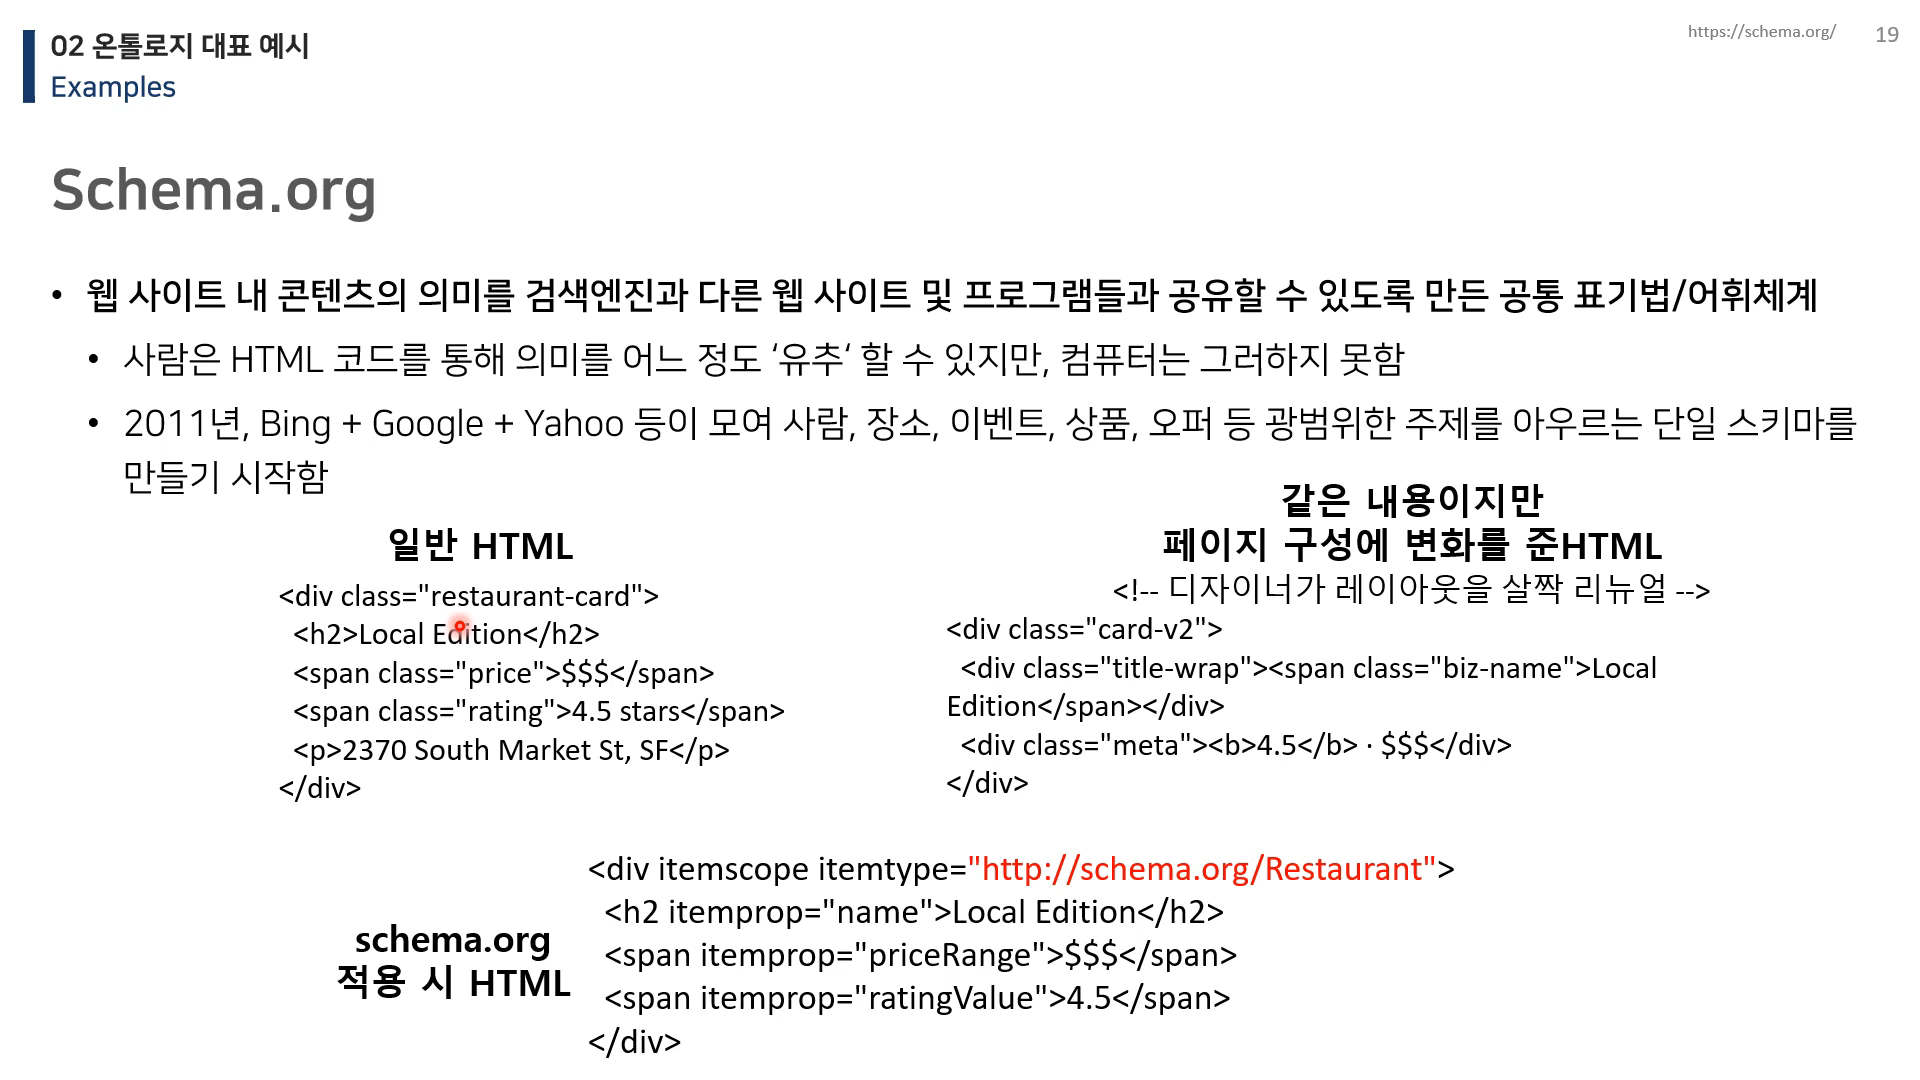 02 온톨로지 대표 예시
Examples
https://schema.org/
19
Schema.org
• 웹 사이트 내 콘텐츠의 의미를 검색엔진과 다른 웹 사이트 및 프로그램들과 공유할 수 있도록 만든 공통 표기법/어휘체계
• 사람은 HTML 코드를 통해 의미를 어느 정도 ‘유추‘ 할 수 있지만, 컴퓨터는 그러하지 못함
• 2011년, Bing + Google + Yahoo 등이 모여 사람, 장소, 이벤트, 상품, 오퍼 등 광범위한 주제를 아우르는 단일 스키마를
만들기 시작함
일반 HTML
<div class="restaurant-card">
<h2>Local Edition</h2>
<span class="price">$$$</span>
<span class="rating">4.5 stars</span>
<p>2370 South Market St, SF</p>
</div>
같은 내용이지만
페이지 구성에 변화를 준HTML
<!-- 디자이너가 레이아웃을 살짝 리뉴얼 -->
<div class="card-v2">
<div class="title-wrap"><span class="biz-name">Local
Edition</span></div>
<div class="meta"><b>4.5</b> · $$$</div>
</div>
schema.org
적용 시 HTML
<div itemscope itemtype="http://schema.org/Restaurant">
<h2 itemprop="name">Local Edition</h2>
<span itemprop="priceRange">$$$</span>
<span itemprop="ratingValue">4.5</span>
</div>